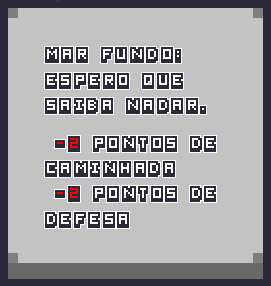 MAR FUNDO:
ESPERO QUE
SAIBA NADAR.
-2 PONTOS DE
CAMINHADA
-2 PONTOS DE
DEFESA